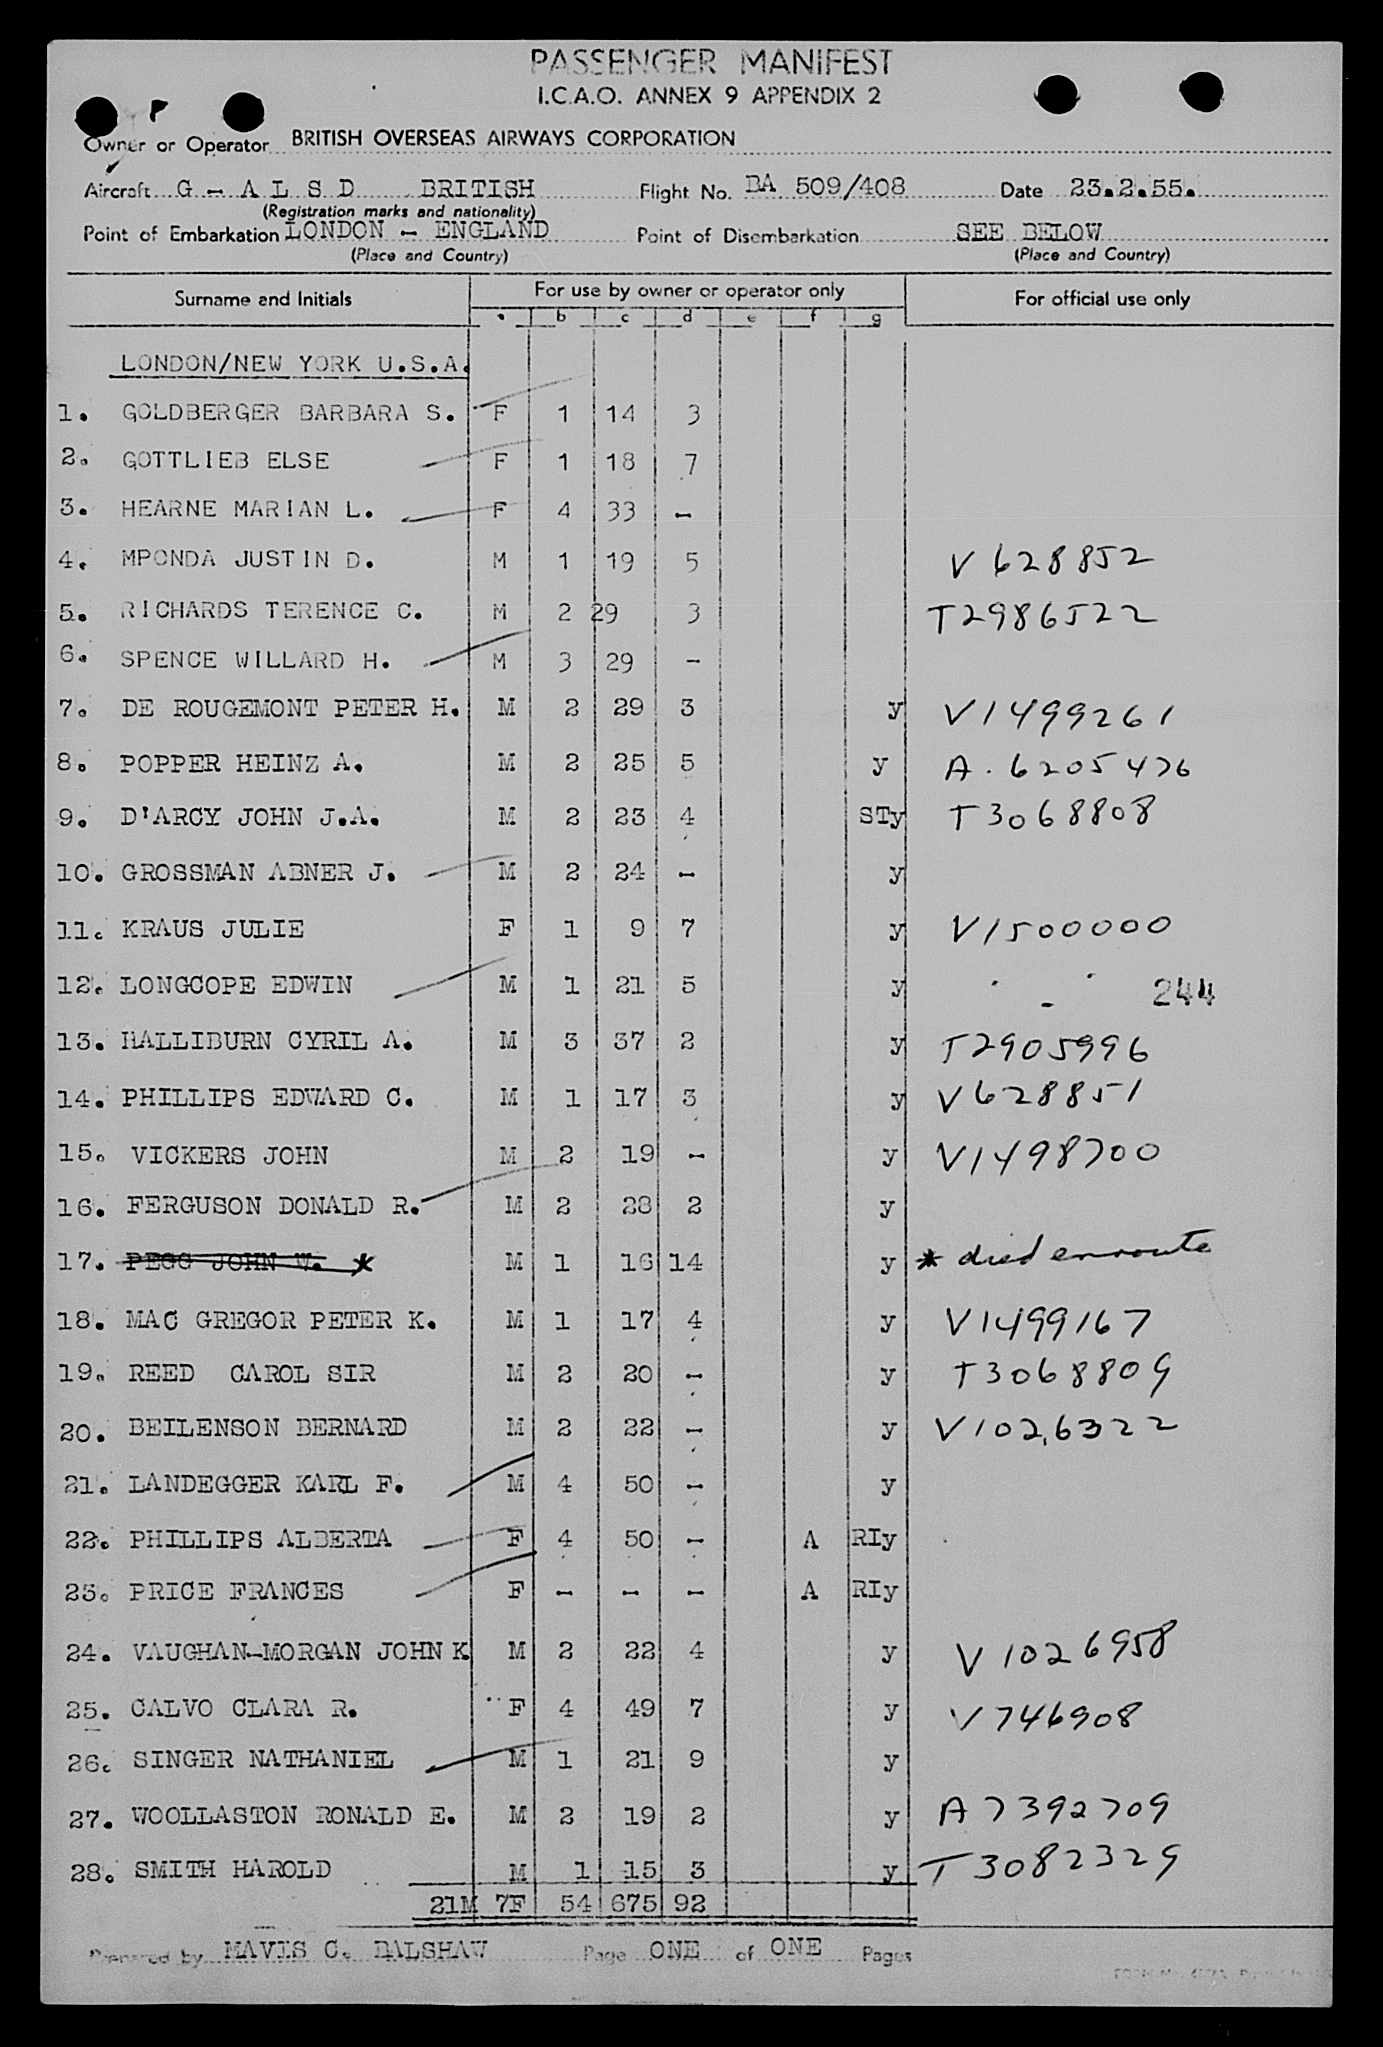 PASSENGER MANIFEST
I.C.A.O. ANNEX 9 APPENDIX 2
P
Owner or Operator BRITISH OVERSEAS AIRWAYS CORPORATION
Aircraft G - A L S D BRITISH Flight No. BA 509/408 Date 23.2.55.
(Registration marks and nationality)
Point of Embarkation LONDON - ENGLAND Point of Disembarkation SEE BELOW
(Place and Country) (Place and Country)
Surname and Initials For use by owner or operator only For official use only
a b c d e f g
LONDON/NEW YORK U.S.A.
1. GOLDBERGER BARBARA S. F 1 14 3
2. GOTTLIEB ELSE F 1 18 7
3. HEARNE MARIAN L. F 4 33 -
4. MPONDA JUSTIN D. M 1 19 5 V 628852
5. RICHARDS TERENCE C. M 2 29 3 T2986522
6. SPENCE WILLARD H. M 3 29 -
7. DE ROUGEMONT PETER H. M 2 29 3 y V1499261
8. POPPER HEINZ A. M 2 25 5 y A. 6205476
9. D'ARCY JOHN J.A. M 2 23 4 STy T3068808
10. GROSSMAN ABNER J. M 2 24 - y
11. KRAUS JULIE F 1 9 7 y V1500000
12. LONGCOPE EDWIN M 1 21 5 y 244
13. HALLIBURN CYRIL A. M 3 37 2 y T2905996
14. PHILLIPS EDWARD C. M 1 17 3 y V628851
15. VICKERS JOHN M 2 19 - y V1498700
16. FERGUSON DONALD R. M 2 28 2 y
17. PEGG JOHN W. * M 1 16 14 y * died enroute
18. MAC GREGOR PETER K. M 1 17 4 y V1499167
19. REED CAROL SIR M 2 20 - y T3068809
20. BEILENSON BERNARD M 2 22 - y V1026322
21. LANDEGGER KARL F. M 4 50 - y
22. PHILLIPS ALBERTA F 4 50 - A RIy
23. PRICE FRANCES F - - - A RIy
24. VAUGHAN-MORGAN JOHN K M 2 22 4 y V 1026958
25. CALVO CLARA R. F 4 49 7 y V746908
26. SINGER NATHANIEL M 1 21 9 y
27. WOOLLASTON RONALD E. M 2 19 2 y A7392709
28. SMITH HAROLD M 1 15 3 y T3082329
21M 7F 54 675 92
Prepared by MAVIS C. DALSHAW Page ONE of ONE Pages